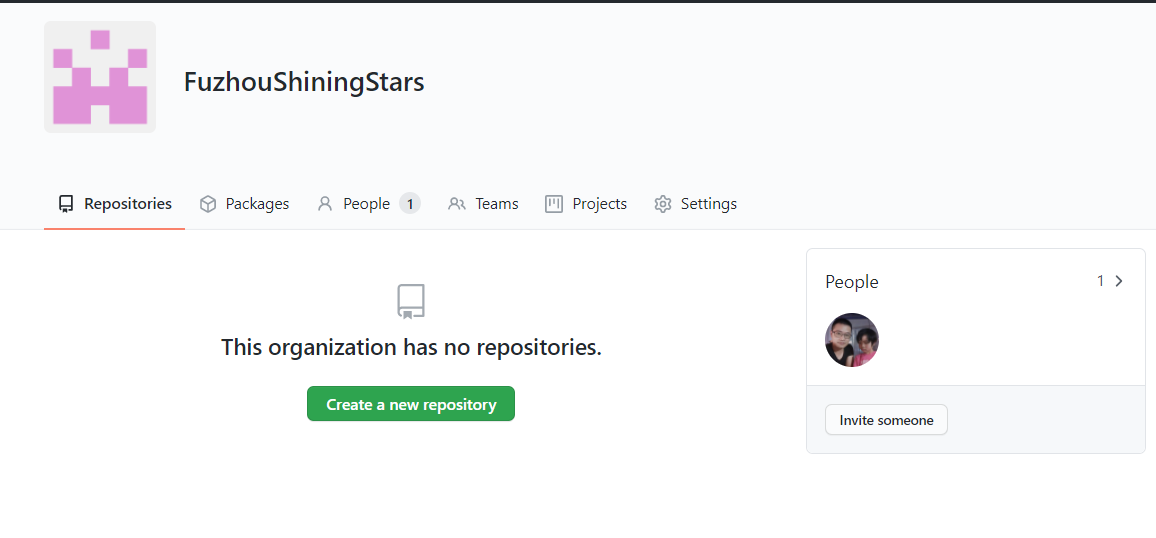 FuzhouShiningStars
Repositories Packages People 1 Teams Projects Settings
This organization has no repositories.
Create a new repository
People 1
Invite someone